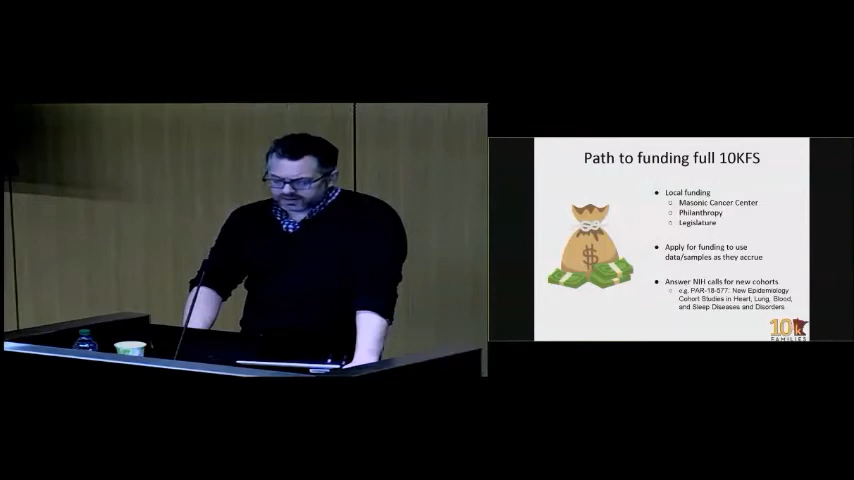 Path to funding full 10KFS
● Local funding
○ Masonic Cancer Center
○ Philanthropy
○ Legislature
● Apply for funding to use
data/samples as they accrue
● Answer NIH calls for new cohorts
○ e.g. PAR-18-577: New Epidemiology
Cohort Studies in Heart, Lung, Blood,
and Sleep Diseases and Disorders
$
10k
FAMILIES